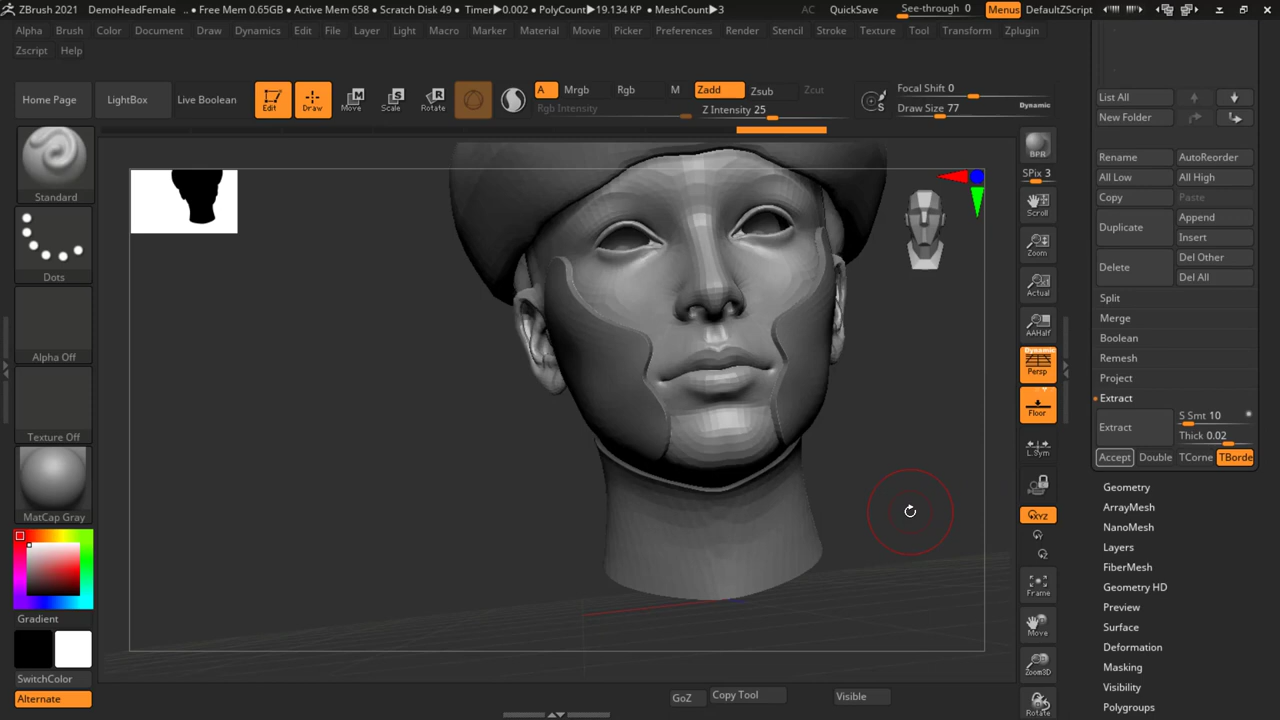 ZBrush 2021 DemoHeadFemale .. • Free Mem 0.65GB • Active Mem 658 • Scratch Disk 49 • Timer▶0.002 • PolyCount▶19.134 KP • MeshCount▶3 AC QuickSave See-through 0 Menus DefaultZScript
Alpha Brush Color Document Draw Dynamics Edit File Layer Light Macro Marker Material Movie Picker Preferences Render Stencil Stroke Texture Tool Transform Zplugin
Zscript Help
Home Page LightBox Live Boolean Edit Draw Move Scale Rotate
A Mrgb Rgb M Zadd Zsub Zcut
Rgb Intensity Z Intensity 25
Focal Shift 0
Draw Size 77 Dynamic
Standard
Dots
Alpha Off
Texture Off
MatCap Gray
Gradient
SwitchColor
Alternate
BPR
SPix 3
Scroll
Zoom
Actual
AAHalf
Dynamic
Persp
Floor
L.Sym
XYZ
Y
Z
Frame
Move
Zoom3D
Rotate
List All
New Folder
Rename AutoReorder
All Low All High
Copy Paste
Duplicate Append
Insert
Delete Del Other
Del All
Split
Merge
Boolean
Remesh
Project
Extract
Extract S Smt 10
Thick 0.02
Accept Double TCorne TBorde
Geometry
ArrayMesh
NanoMesh
Layers
FiberMesh
Geometry HD
Preview
Surface
Deformation
Masking
Visibility
Polygroups
GoZ Copy Tool Visible